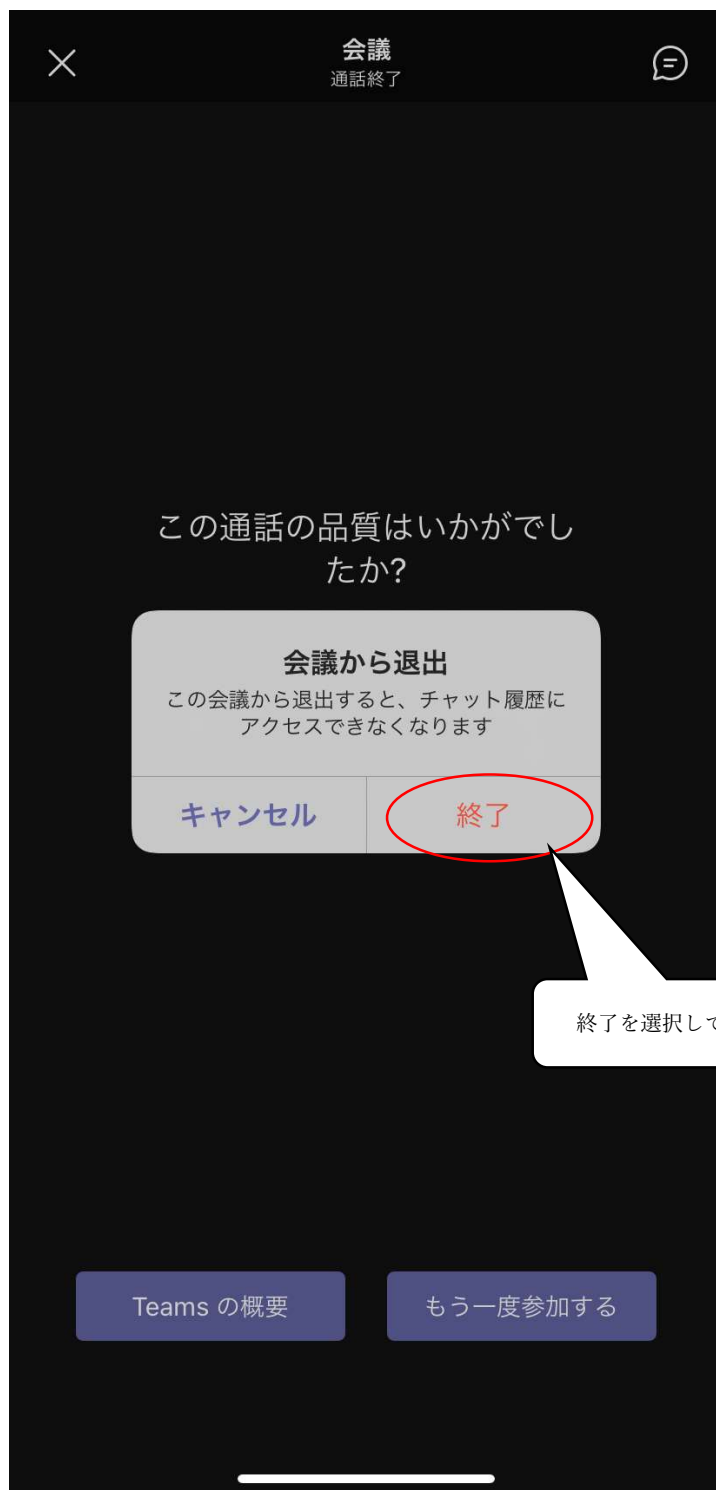 会議
通話終了
この通話の品質はいかがでし
たか?
会議から退出
この会議から退出すると、チャット履歴に
アクセスできなくなります
キャンセル
終了
終了を選択して
Teams の概要
もう一度参加する